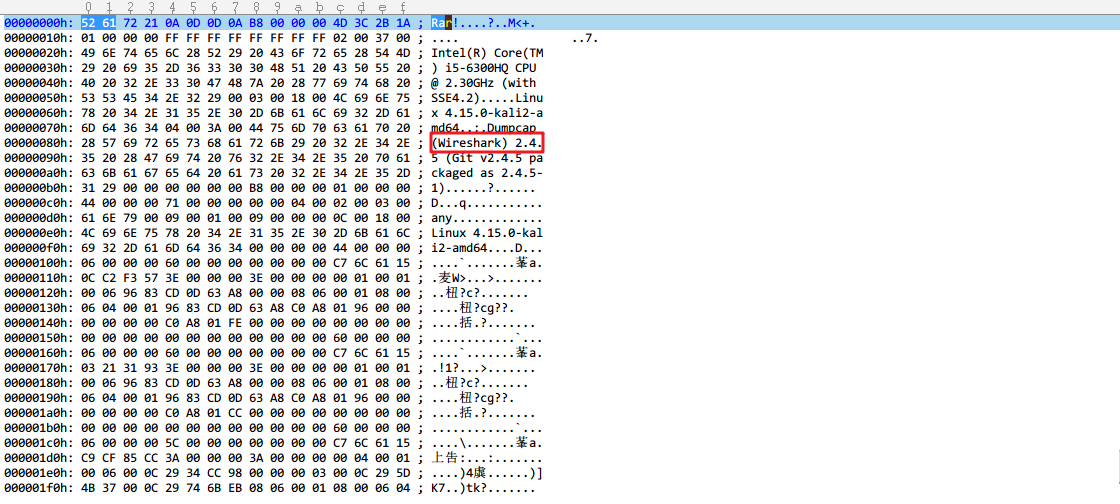 0 1 2 3 4 5 6 7 8 9 a b c d e f
00000000h: 52 61 72 21 0A 0D 0D 0A B8 00 00 00 4D 3C 2B 1A ; Rar!....?..M<+.
00000010h: 01 00 00 00 FF FF FF FF FF FF FF FF 02 00 37 00 ; .... ..7.
00000020h: 49 6E 74 65 6C 28 52 29 20 43 6F 72 65 28 54 4D ; Intel(R) Core(TM
00000030h: 29 20 69 35 2D 36 33 30 30 48 51 20 43 50 55 20 ; ) i5-6300HQ CPU
00000040h: 40 20 32 2E 33 30 47 48 7A 20 28 77 69 74 68 20 ; @ 2.30GHz (with
00000050h: 53 53 45 34 2E 32 29 00 03 00 18 00 4C 69 6E 75 ; SSE4.2).....Linu
00000060h: 78 20 34 2E 31 35 2E 30 2D 6B 61 6C 69 32 2D 61 ; x 4.15.0-kali2-a
00000070h: 6D 64 36 34 04 00 3A 00 44 75 6D 70 63 61 70 20 ; md64..:.Dumpcap
00000080h: 28 57 69 72 65 73 68 61 72 6B 29 20 32 2E 34 2E ; (Wireshark) 2.4.
00000090h: 35 20 28 47 69 74 20 76 32 2E 34 2E 35 20 70 61 ; 5 (Git v2.4.5 pa
000000a0h: 63 6B 61 67 65 64 20 61 73 20 32 2E 34 2E 35 2D ; ckaged as 2.4.5-
000000b0h: 31 29 00 00 00 00 00 00 B8 00 00 00 01 00 00 00 ; 1)......?......
000000c0h: 44 00 00 00 71 00 00 00 00 00 04 00 02 00 03 00 ; D...q...........
000000d0h: 61 6E 79 00 09 00 01 00 09 00 00 00 0C 00 18 00 ; any.............
000000e0h: 4C 69 6E 75 78 20 34 2E 31 35 2E 30 2D 6B 61 6C ; Linux 4.15.0-kal
000000f0h: 69 32 2D 61 6D 64 36 34 00 00 00 00 44 00 00 00 ; i2-amd64....D...
00000100h: 06 00 00 00 60 00 00 00 00 00 00 00 C7 6C 61 15 ; ....`.......莑a.
00000110h: 0C C2 F3 57 3E 00 00 00 3E 00 00 00 00 01 00 01 ; .麦W>...>.......
00000120h: 00 06 96 83 CD 0D 63 A8 00 00 08 06 00 01 08 00 ; ..杻?c?.......
00000130h: 06 04 00 01 96 83 CD 0D 63 A8 C0 A8 01 96 00 00 ; ....杻?cg??.
00000140h: 00 00 00 00 C0 A8 01 FE 00 00 00 00 00 00 00 00 ; ....括.?.......
00000150h: 00 00 00 00 00 00 00 00 00 00 00 00 60 00 00 00 ; ............`...
00000160h: 06 00 00 00 60 00 00 00 00 00 00 00 C7 6C 61 15 ; ....`.......莑a.
00000170h: 03 21 31 93 3E 00 00 00 3E 00 00 00 00 01 00 01 ; .!1?...>.......
00000180h: 00 06 96 83 CD 0D 63 A8 00 00 08 06 00 01 08 00 ; ..杻?c?.......
00000190h: 06 04 00 01 96 83 CD 0D 63 A8 C0 A8 01 96 00 00 ; ....杻?cg??.
000001a0h: 00 00 00 00 C0 A8 01 CC 00 00 00 00 00 00 00 00 ; ....括.?.......
000001b0h: 00 00 00 00 00 00 00 00 00 00 00 00 60 00 00 00 ; ............`...
000001c0h: 06 00 00 00 5C 00 00 00 00 00 00 00 C7 6C 61 15 ; ....\.......莑a.
000001d0h: C9 CF 85 CC 3A 00 00 00 3A 00 00 00 00 04 00 01 ; 上吿:...:.......
000001e0h: 00 06 00 0C 29 34 CC 98 00 00 00 03 00 0C 29 5D ; ....)4虘......)]
000001f0h: 4B 37 00 0C 29 74 6B EB 08 06 00 01 08 00 06 04 ; K7..)tk?.......